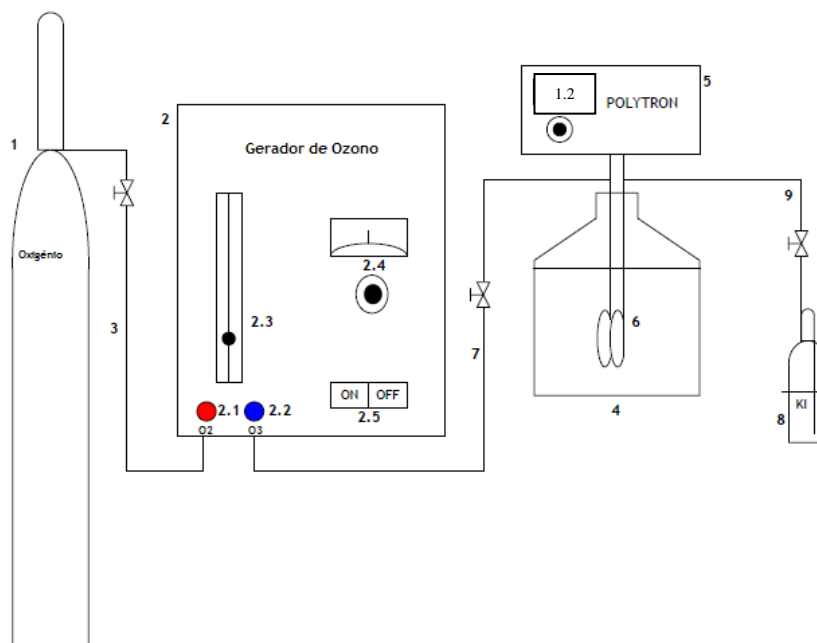 1
Oxigénio
3
2
Gerador de Ozono
2.3
2.4
2.1
2.2
O2
O3
ON OFF
2.5
1.2
POLYTRON
5
7
6
4
9
KI
8